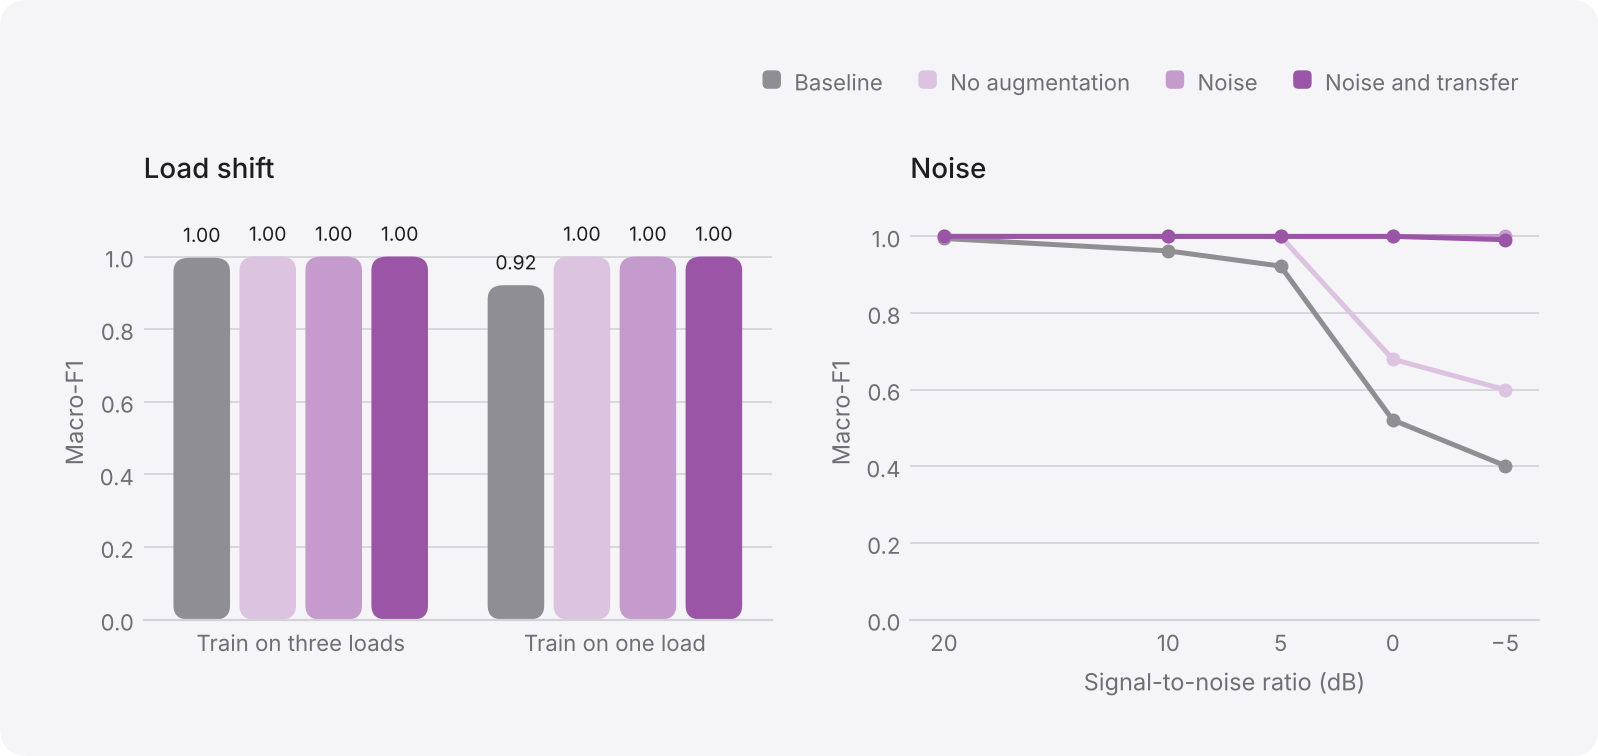 Baseline No augmentation Noise Noise and transfer
Load shift
1.00 1.00 1.00 1.00 0.92 1.00 1.00 1.00
1.0
0.8
0.6
0.4
0.2
0.0
Macro-F1
Train on three loads Train on one load
Noise
1.0
0.8
0.6
0.4
0.2
0.0
Macro-F1
20 10 5 0 −5
Signal-to-noise ratio (dB)